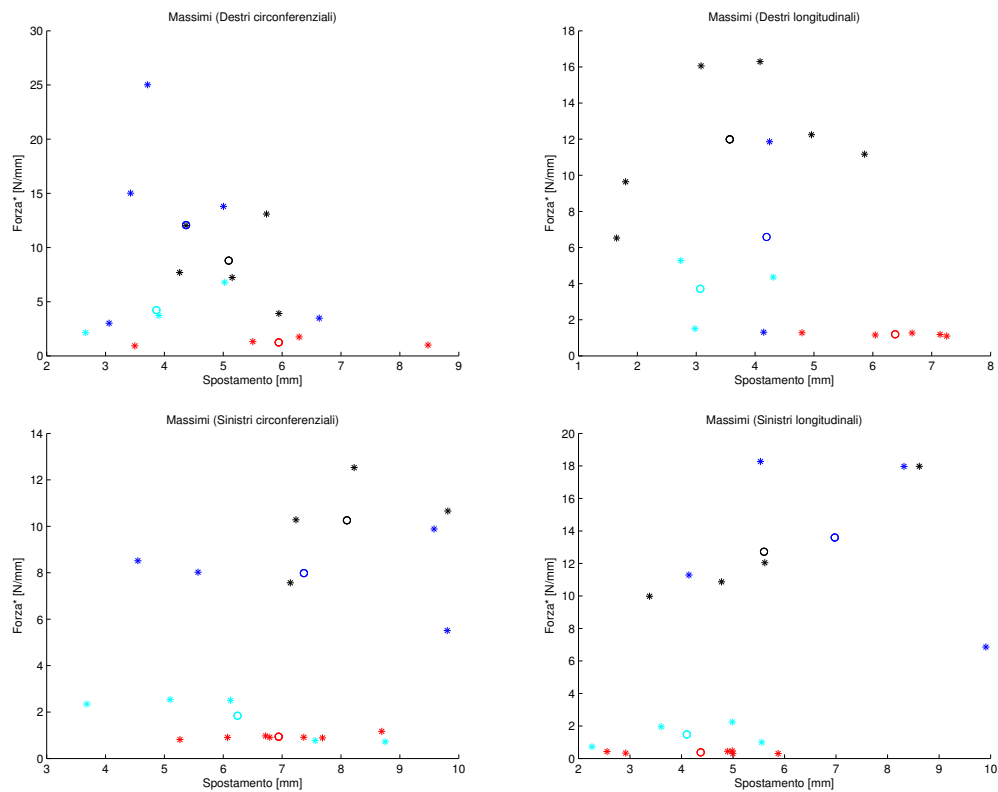 Massimi (Destri circonferenziali)
30
25
20
15
10
5
0
Forza* [N/mm]
2 3 4 5 6 7 8 9
Spostamento [mm]
Massimi (Destri longitudinali)
18
16
14
12
10
8
6
4
2
0
Forza* [N/mm]
1 2 3 4 5 6 7 8
Spostamento [mm]
Massimi (Sinistri circonferenziali)
14
12
10
8
6
4
2
0
Forza* [N/mm]
3 4 5 6 7 8 9 10
Spostamento [mm]
Massimi (Sinistri longitudinali)
20
18
16
14
12
10
8
6
4
2
0
Forza* [N/mm]
2 3 4 5 6 7 8 9 10
Spostamento [mm]